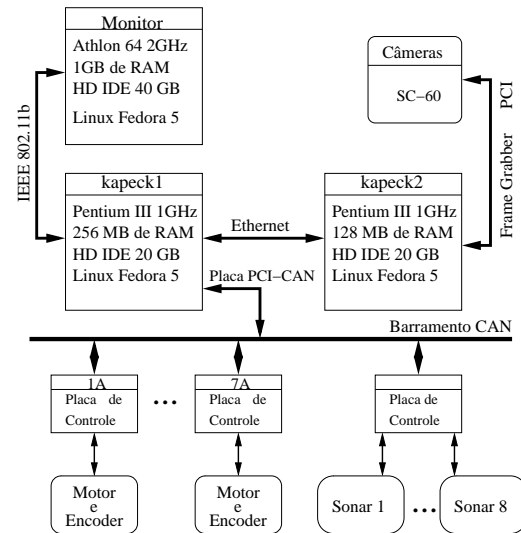 Monitor
Athlon 64 2GHz
1GB de RAM
HD IDE 40 GB
Linux Fedora 5
Câmeras
SC−60
IEEE 802.11b
Frame Grabber PCI
kapeck1
Pentium III 1GHz
256 MB de RAM
HD IDE 20 GB
Linux Fedora 5
Ethernet
kapeck2
Pentium III 1GHz
128 MB de RAM
HD IDE 20 GB
Linux Fedora 5
Placa PCI−CAN
Barramento CAN
1A
Placa de
Controle
...
7A
Placa de
Controle
Placa de
Controle
Motor
e
Encoder
Motor
e
Encoder
Sonar 1
...
Sonar 8